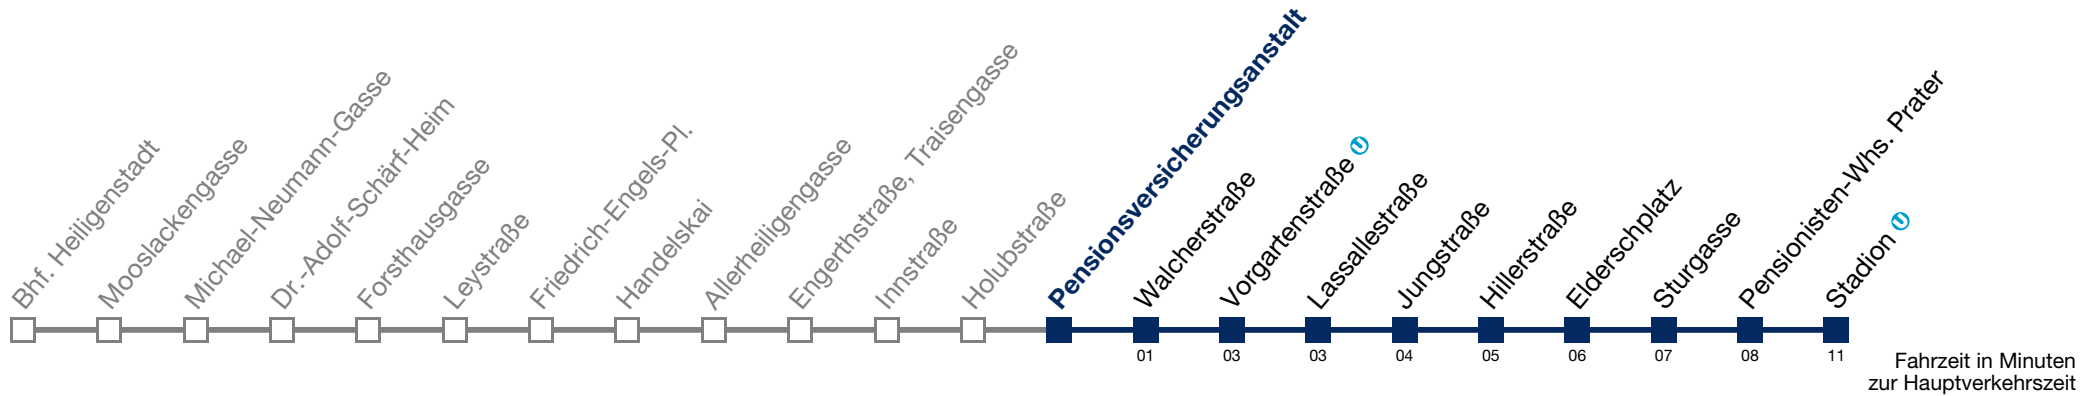 Bhf. Heiligenstadt
Mooslackengasse
Michael-Neumann-Gasse
Dr.-Adolf-Schärf-Heim
Forsthausgasse
Leystraße
Friedrich-Engels-Pl.
Handelskai
Allerheiligengasse
Engerthstraße, Traisengasse
Innstraße
Holubstraße
Pensionsversicherungsanstalt
Walcherstraße
Vorgartenstraße U
Lassallestraße
Jungstraße
Hillerstraße
Elderschplatz
Sturgasse
Pensionisten-Whs. Prater
Stadion U
01 03 03 04 05 06 07 08 11
Fahrzeit in Minuten
zur Hauptverkehrszeit